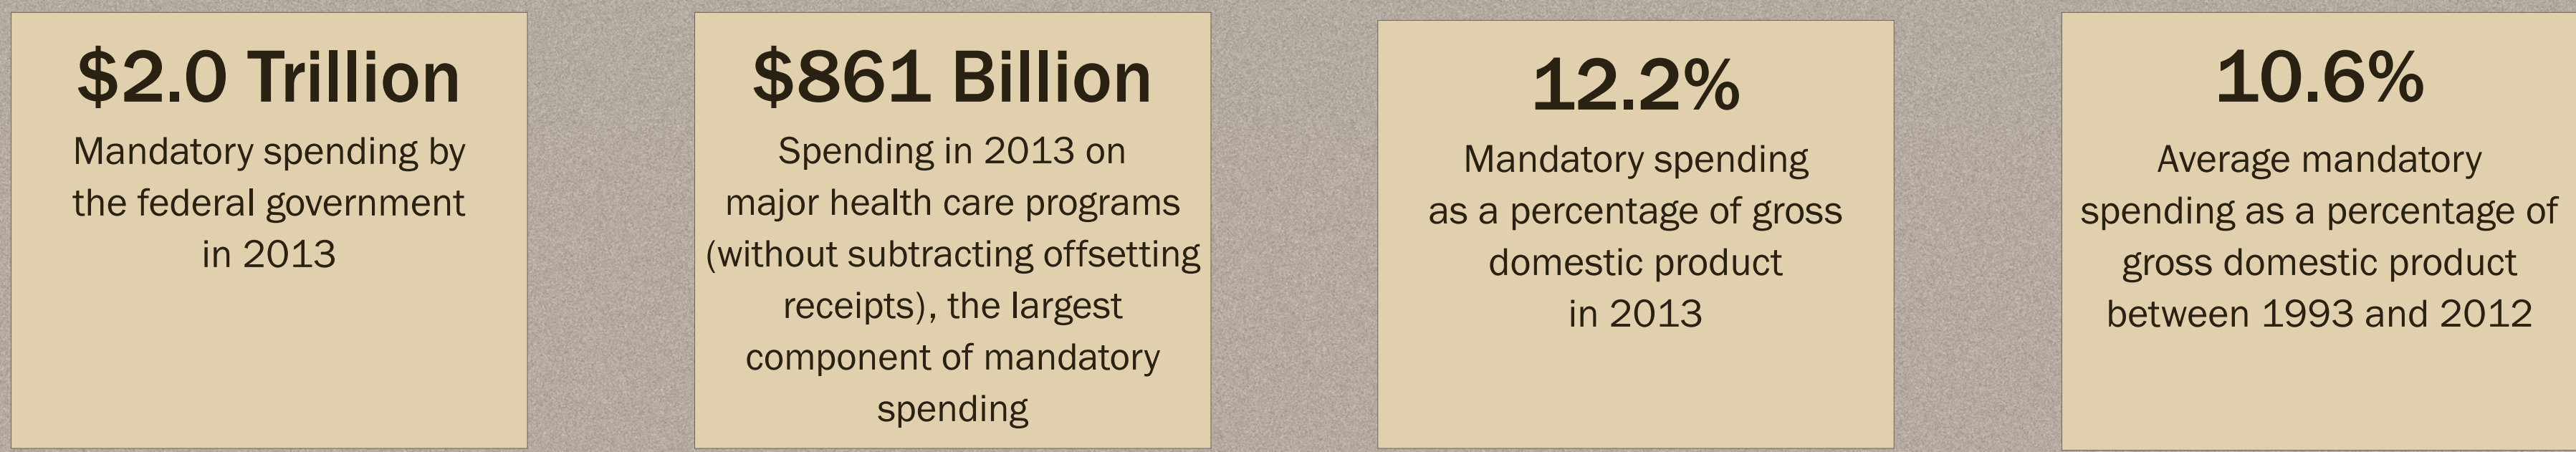 $2.0 Trillion
Mandatory spending by
the federal government
in 2013
$861 Billion
Spending in 2013 on
major health care programs
(without subtracting offsetting
receipts), the largest
component of mandatory
spending
12.2%
Mandatory spending
as a percentage of gross
domestic product
in 2013
10.6%
Average mandatory
spending as a percentage of
gross domestic product
between 1993 and 2012